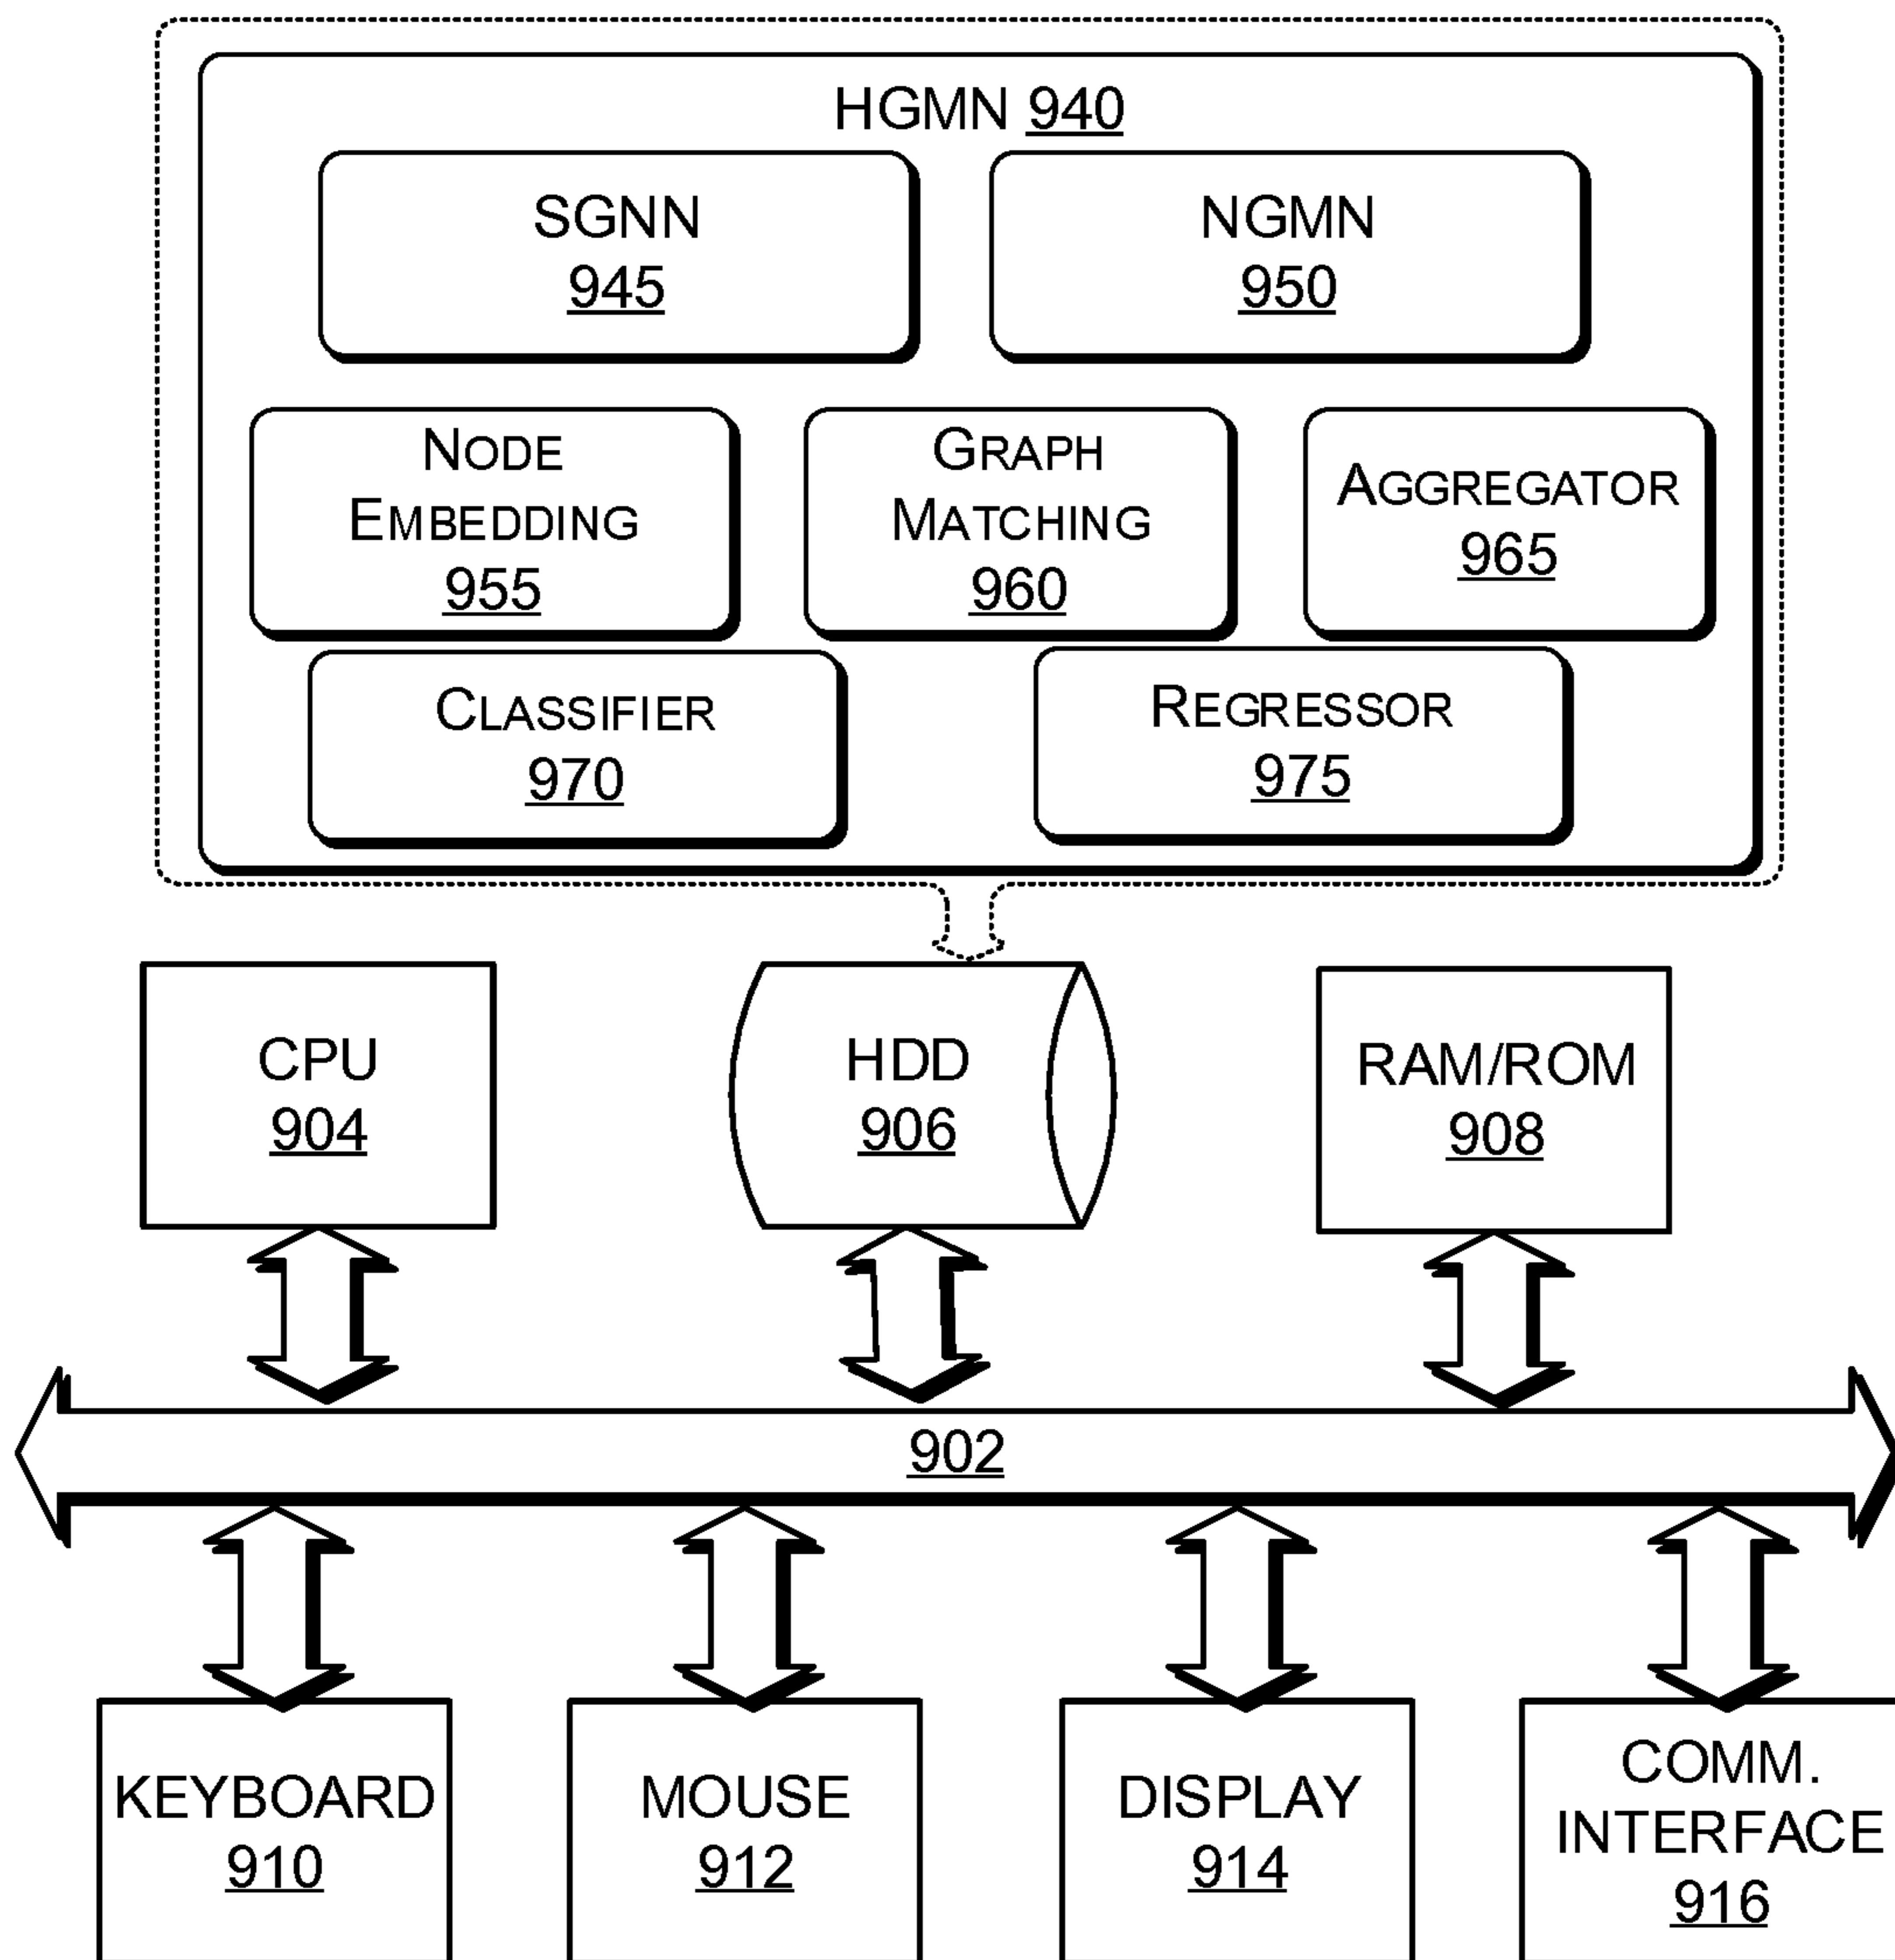 HGMN 940
SGNN
945
NGMN
950
NODE
EMBEDDING
955
GRAPH
MATCHING
960
AGGREGATOR
965
CLASSIFIER
970
REGRESSOR
975
CPU
904
HDD
906
RAM/ROM
908
902
KEYBOARD
910
MOUSE
912
DISPLAY
914
COMM.
INTERFACE
916